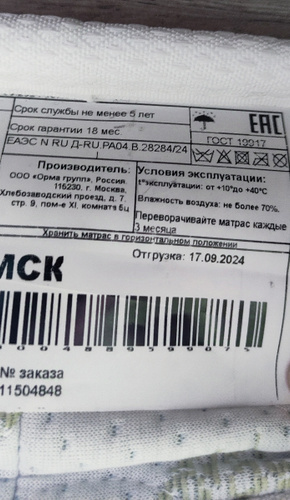 Срок службы не менее 5 лет
Срок гарантии 18 мес
ЕАЭС N RU Д-RU.РА04.В.28284/24
EAC
ГОСТ 19917
Производитель:
ООО «Орма групп», Россия.
115230, г. Москва,
Хлебозаводский проезд, д. 7,
стр. 9, пом-е XI, комната 6ц
Условия эксплуатации:
t°эксплуатации: от +10°до +40°С
Влажность воздуха: не более 70%.
Переворачивайте матрас каждые
3 месяца
Хранить матрас в горизонтальном положении
МСК
Отгрузка: 17.09.2024
№ заказа
11504848